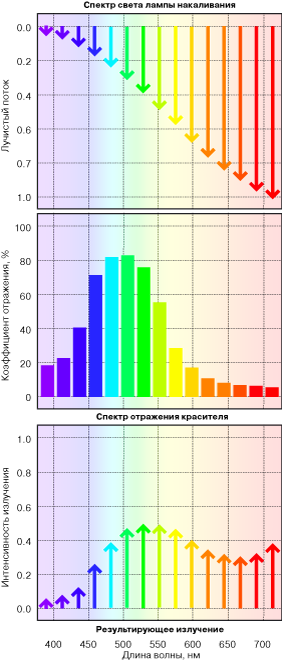 Спектр света лампы накаливания
Лучистый поток
0.0
0.2
0.4
0.6
0.7
1.0
Коэффициент отражения, %
100
80
60
40
20
0
Спектр отражения красителя
Интенсивность излучения
1.0
0.8
0.6
0.4
0.2
0.0
Результирующее излучение
400 450 500 550 600 650 700
Длина волны, нм